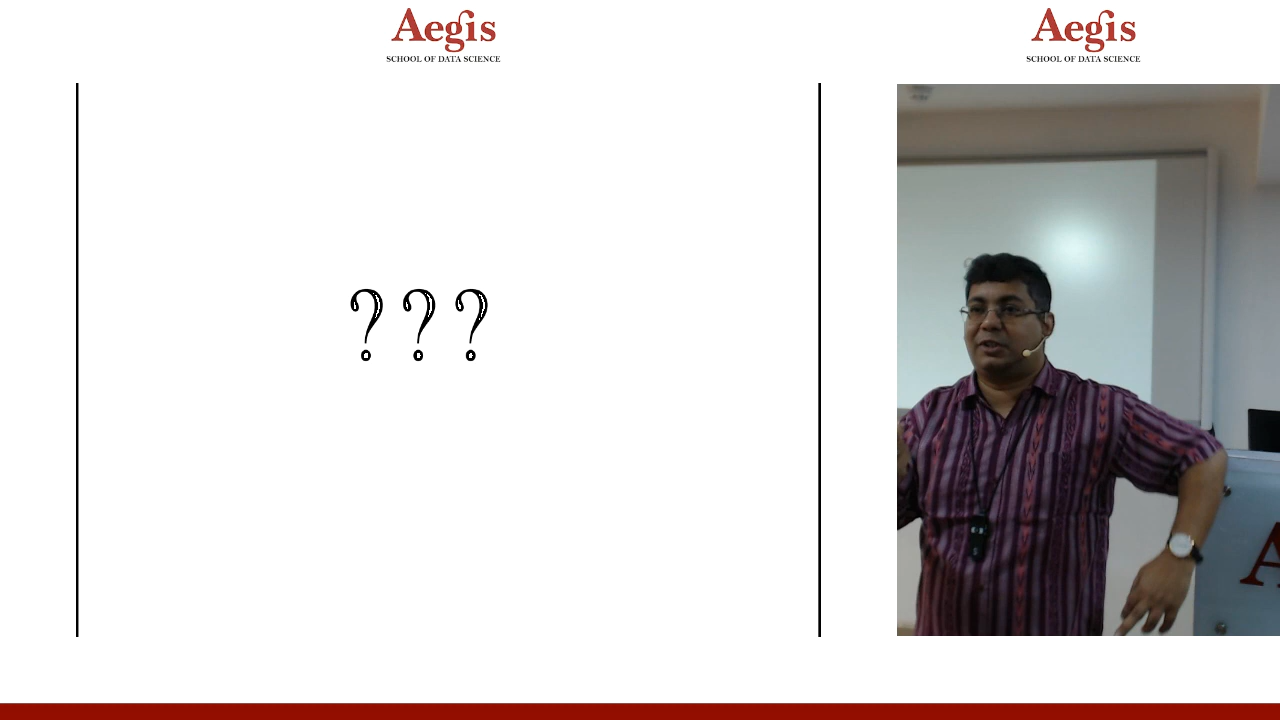 Aegis
SCHOOL OF DATA SCIENCE
Aegis
SCHOOL OF DATA SCIENCE
? ? ?
A